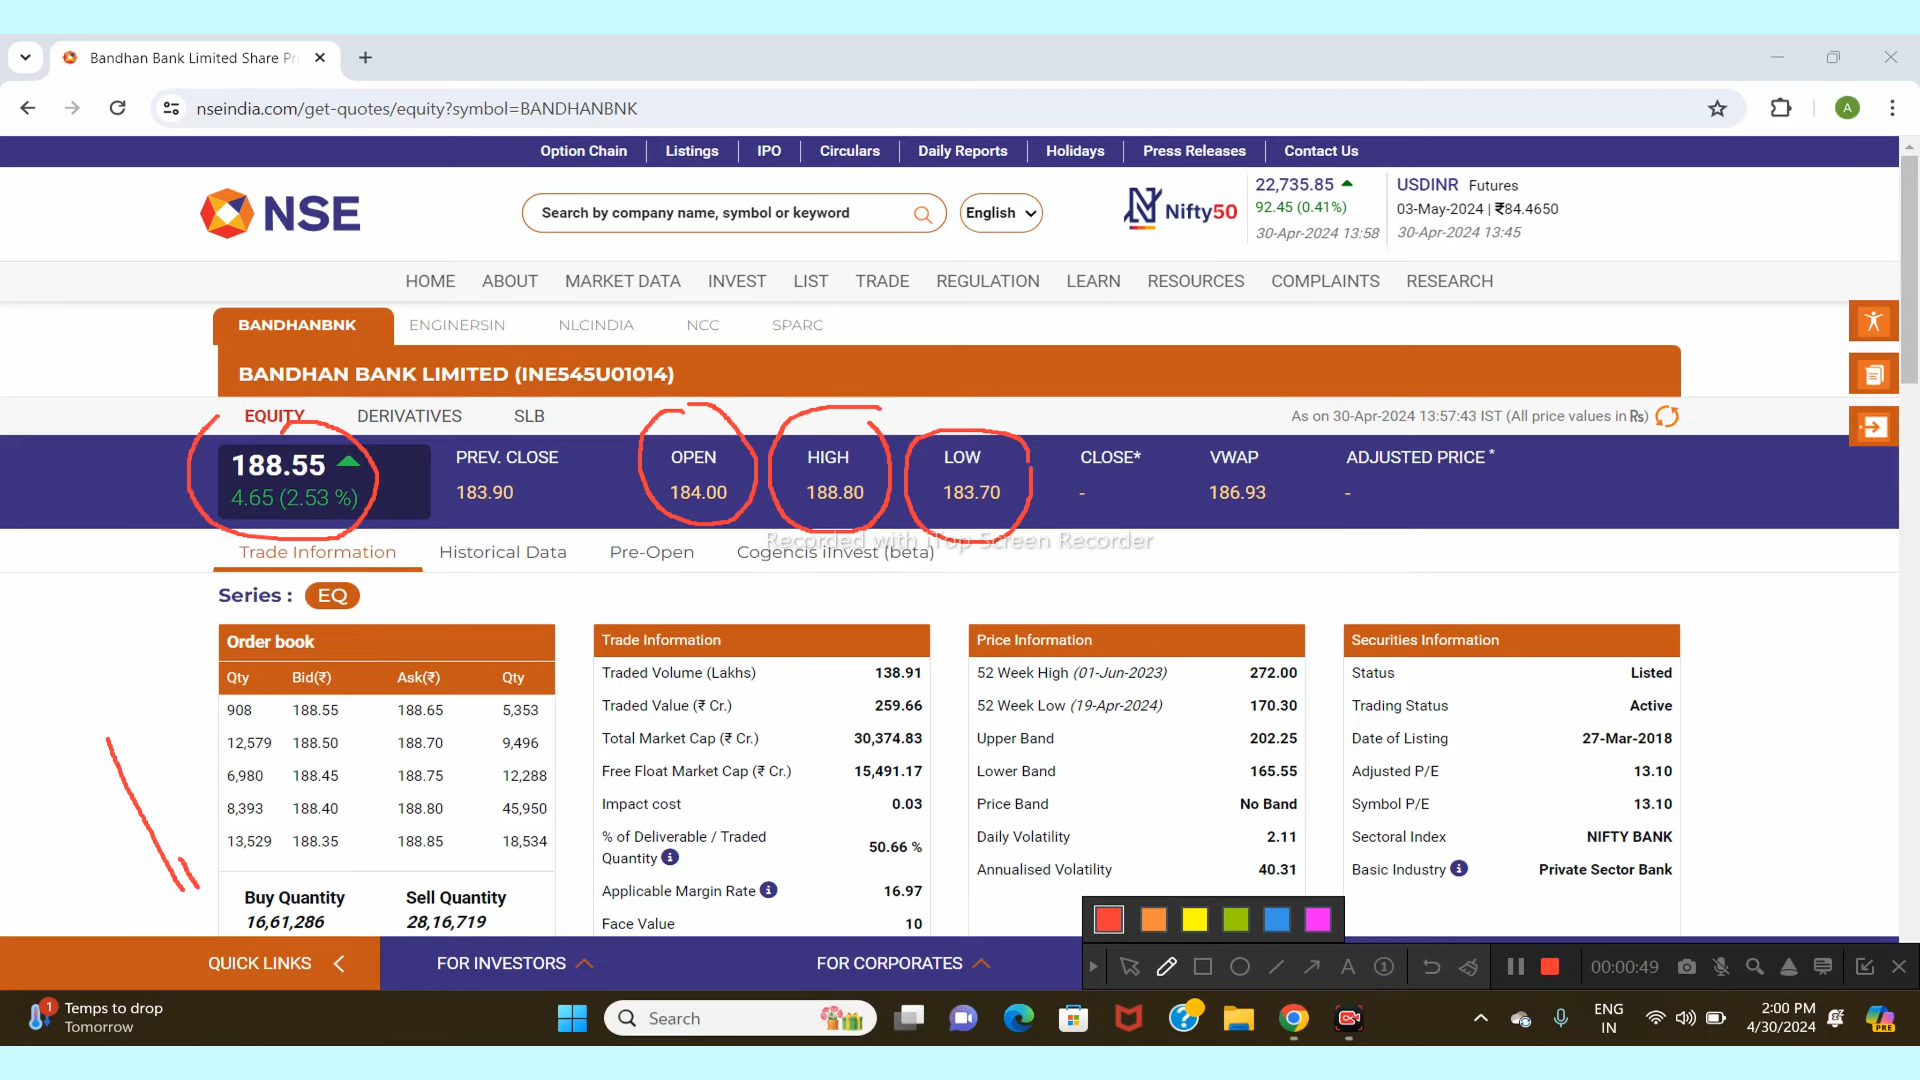 Bandhan Bank Limited Share Pr
nseindia.com/get-quotes/equity?symbol=BANDHANBNK
A
Option Chain Listings IPO Circulars Daily Reports Holidays Press Releases Contact Us
NSE
Search by company name, symbol or keyword
English
Nifty50
22,735.85
92.45 (0.41%)
30-Apr-2024 13:58
USDINR Futures
03-May-2024 | ₹84.4650
30-Apr-2024 13:45
HOME ABOUT MARKET DATA INVEST LIST TRADE REGULATION LEARN RESOURCES COMPLAINTS RESEARCH
BANDHANBNK ENGINERSIN NLCINDIA NCC SPARC
BANDHAN BANK LIMITED (INE545U01014)
EQUITY DERIVATIVES SLB
As on 30-Apr-2024 13:57:43 IST (All price values in ₨)
188.55
4.65 (2.53 %)
PREV. CLOSE OPEN HIGH LOW CLOSE* VWAP ADJUSTED PRICE *
183.90 184.00 188.80 183.70 - 186.93 -
Recorded with iTop Screen Recorder
Trade Information Historical Data Pre-Open Cogencis iInvest (beta)
Series : EQ
Order book
Qty Bid(₹) Ask(₹) Qty
908 188.55 188.65 5,353
12,579 188.50 188.70 9,496
6,980 188.45 188.75 12,288
8,393 188.40 188.80 45,950
13,529 188.35 188.85 18,534
Buy Quantity Sell Quantity
16,61,286 28,16,719
Trade Information
Traded Volume (Lakhs) 138.91
Traded Value (₹ Cr.) 259.66
Total Market Cap (₹ Cr.) 30,374.83
Free Float Market Cap (₹ Cr.) 15,491.17
Impact cost 0.03
% of Deliverable / Traded
Quantity 50.66 %
Applicable Margin Rate 16.97
Face Value 10
Price Information
52 Week High (01-Jun-2023) 272.00
52 Week Low (19-Apr-2024) 170.30
Upper Band 202.25
Lower Band 165.55
Price Band No Band
Daily Volatility 2.11
Annualised Volatility 40.31
Securities Information
Status Listed
Trading Status Active
Date of Listing 27-Mar-2018
Adjusted P/E 13.10
Symbol P/E 13.10
Sectoral Index NIFTY BANK
Basic Industry Private Sector Bank
QUICK LINKS FOR INVESTORS FOR CORPORATES
A 1 00:00:49
1
Temps to drop
Tomorrow
Search
PRE
ENG
IN
2:00 PM
4/30/2024